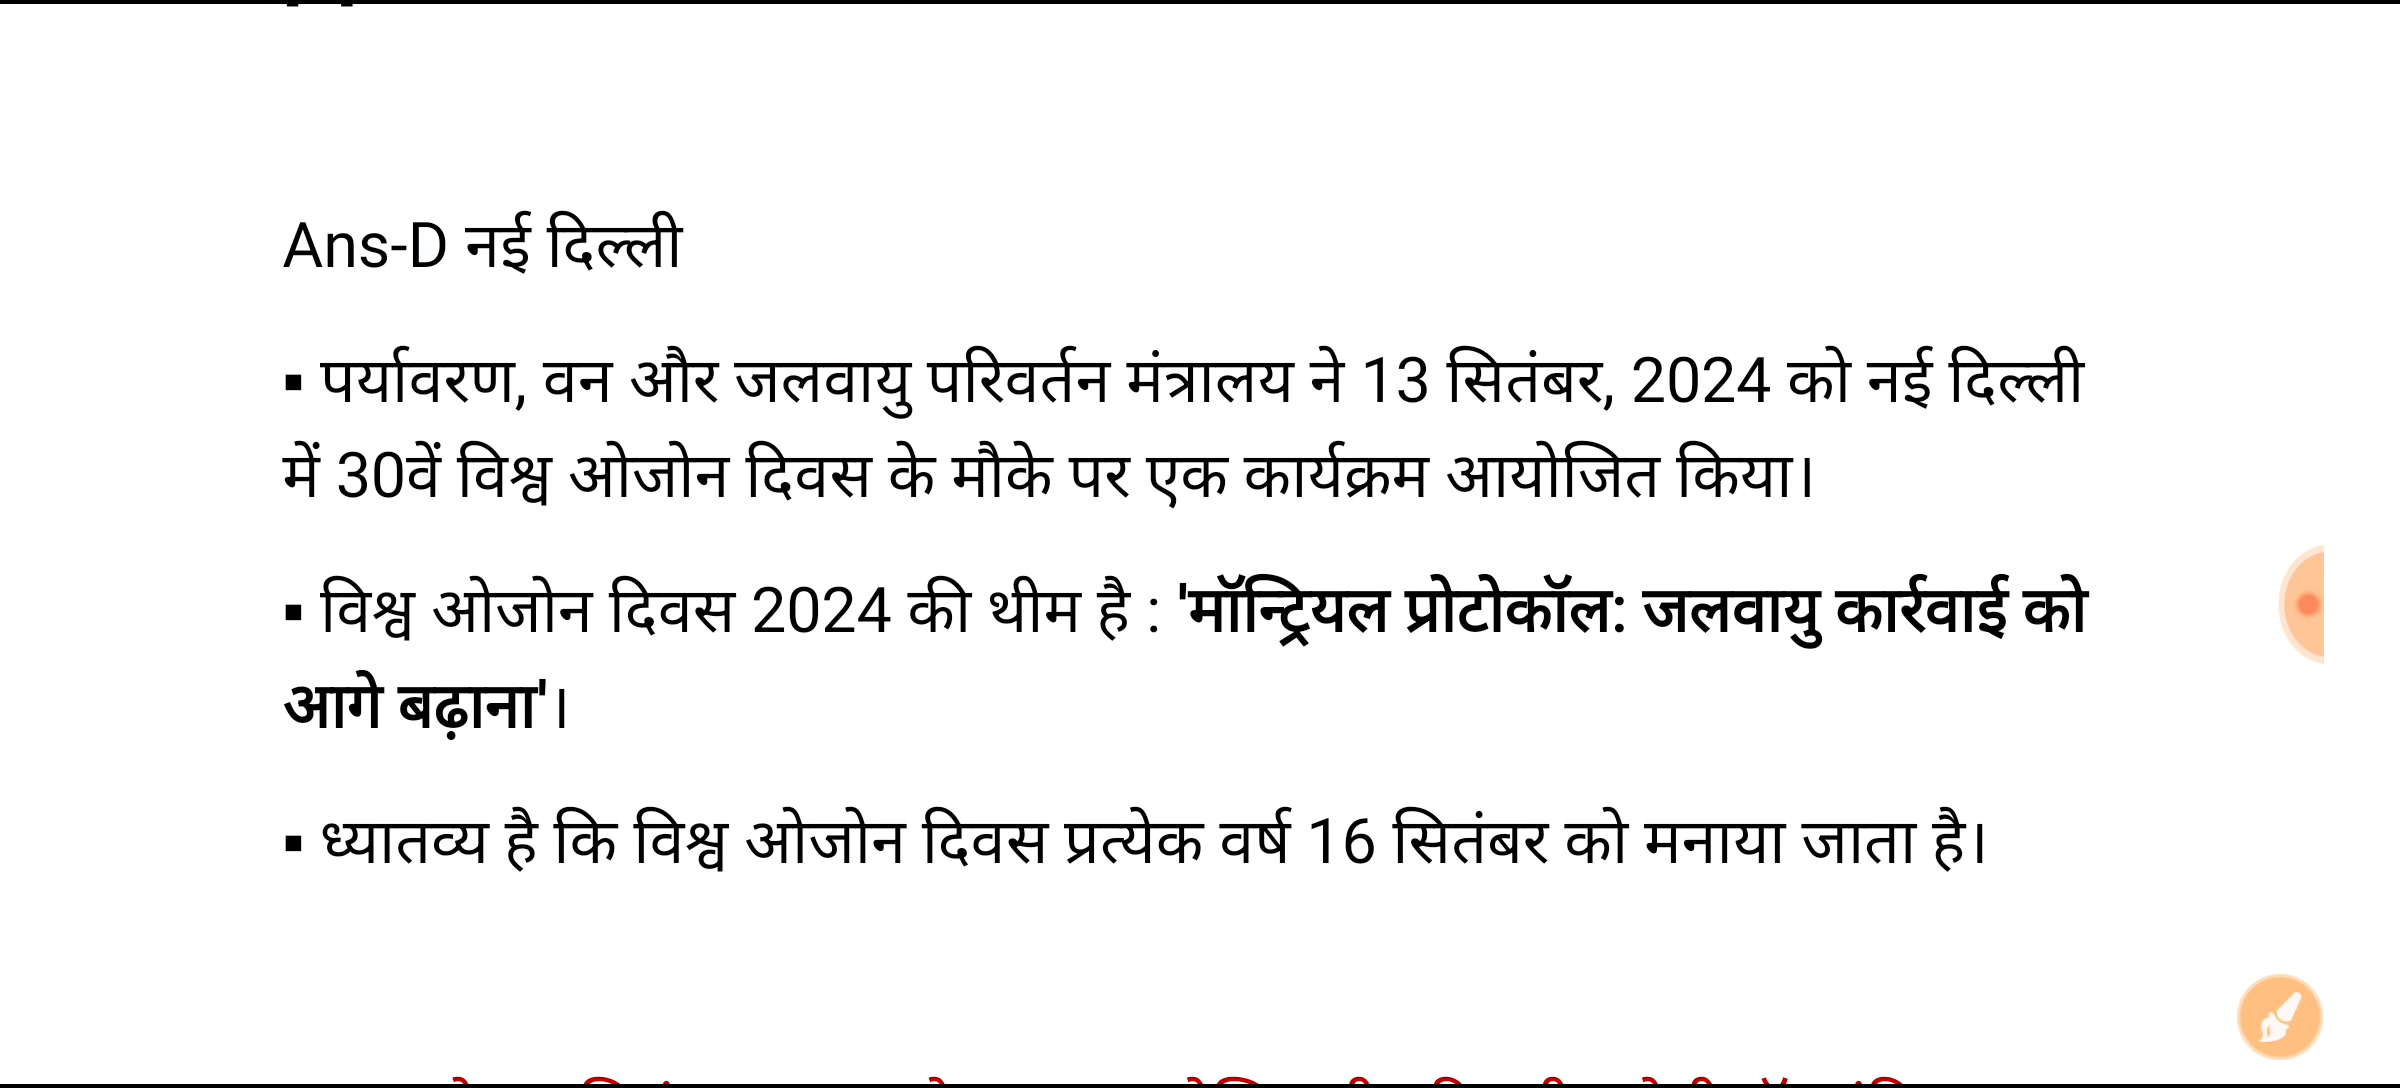 Ans-D नई दिल्ली
▪ पर्यावरण, वन और जलवायु परिवर्तन मंत्रालय ने 13 सितंबर, 2024 को नई दिल्ली
में 30वें विश्व ओजोन दिवस के मौके पर एक कार्यक्रम आयोजित किया।
▪ विश्व ओजोन दिवस 2024 की थीम है : 'मॉन्ट्रियल प्रोटोकॉल: जलवायु कार्रवाई को
आगे बढ़ाना'।
▪ ध्यातव्य है कि विश्व ओजोन दिवस प्रत्येक वर्ष 16 सितंबर को मनाया जाता है।